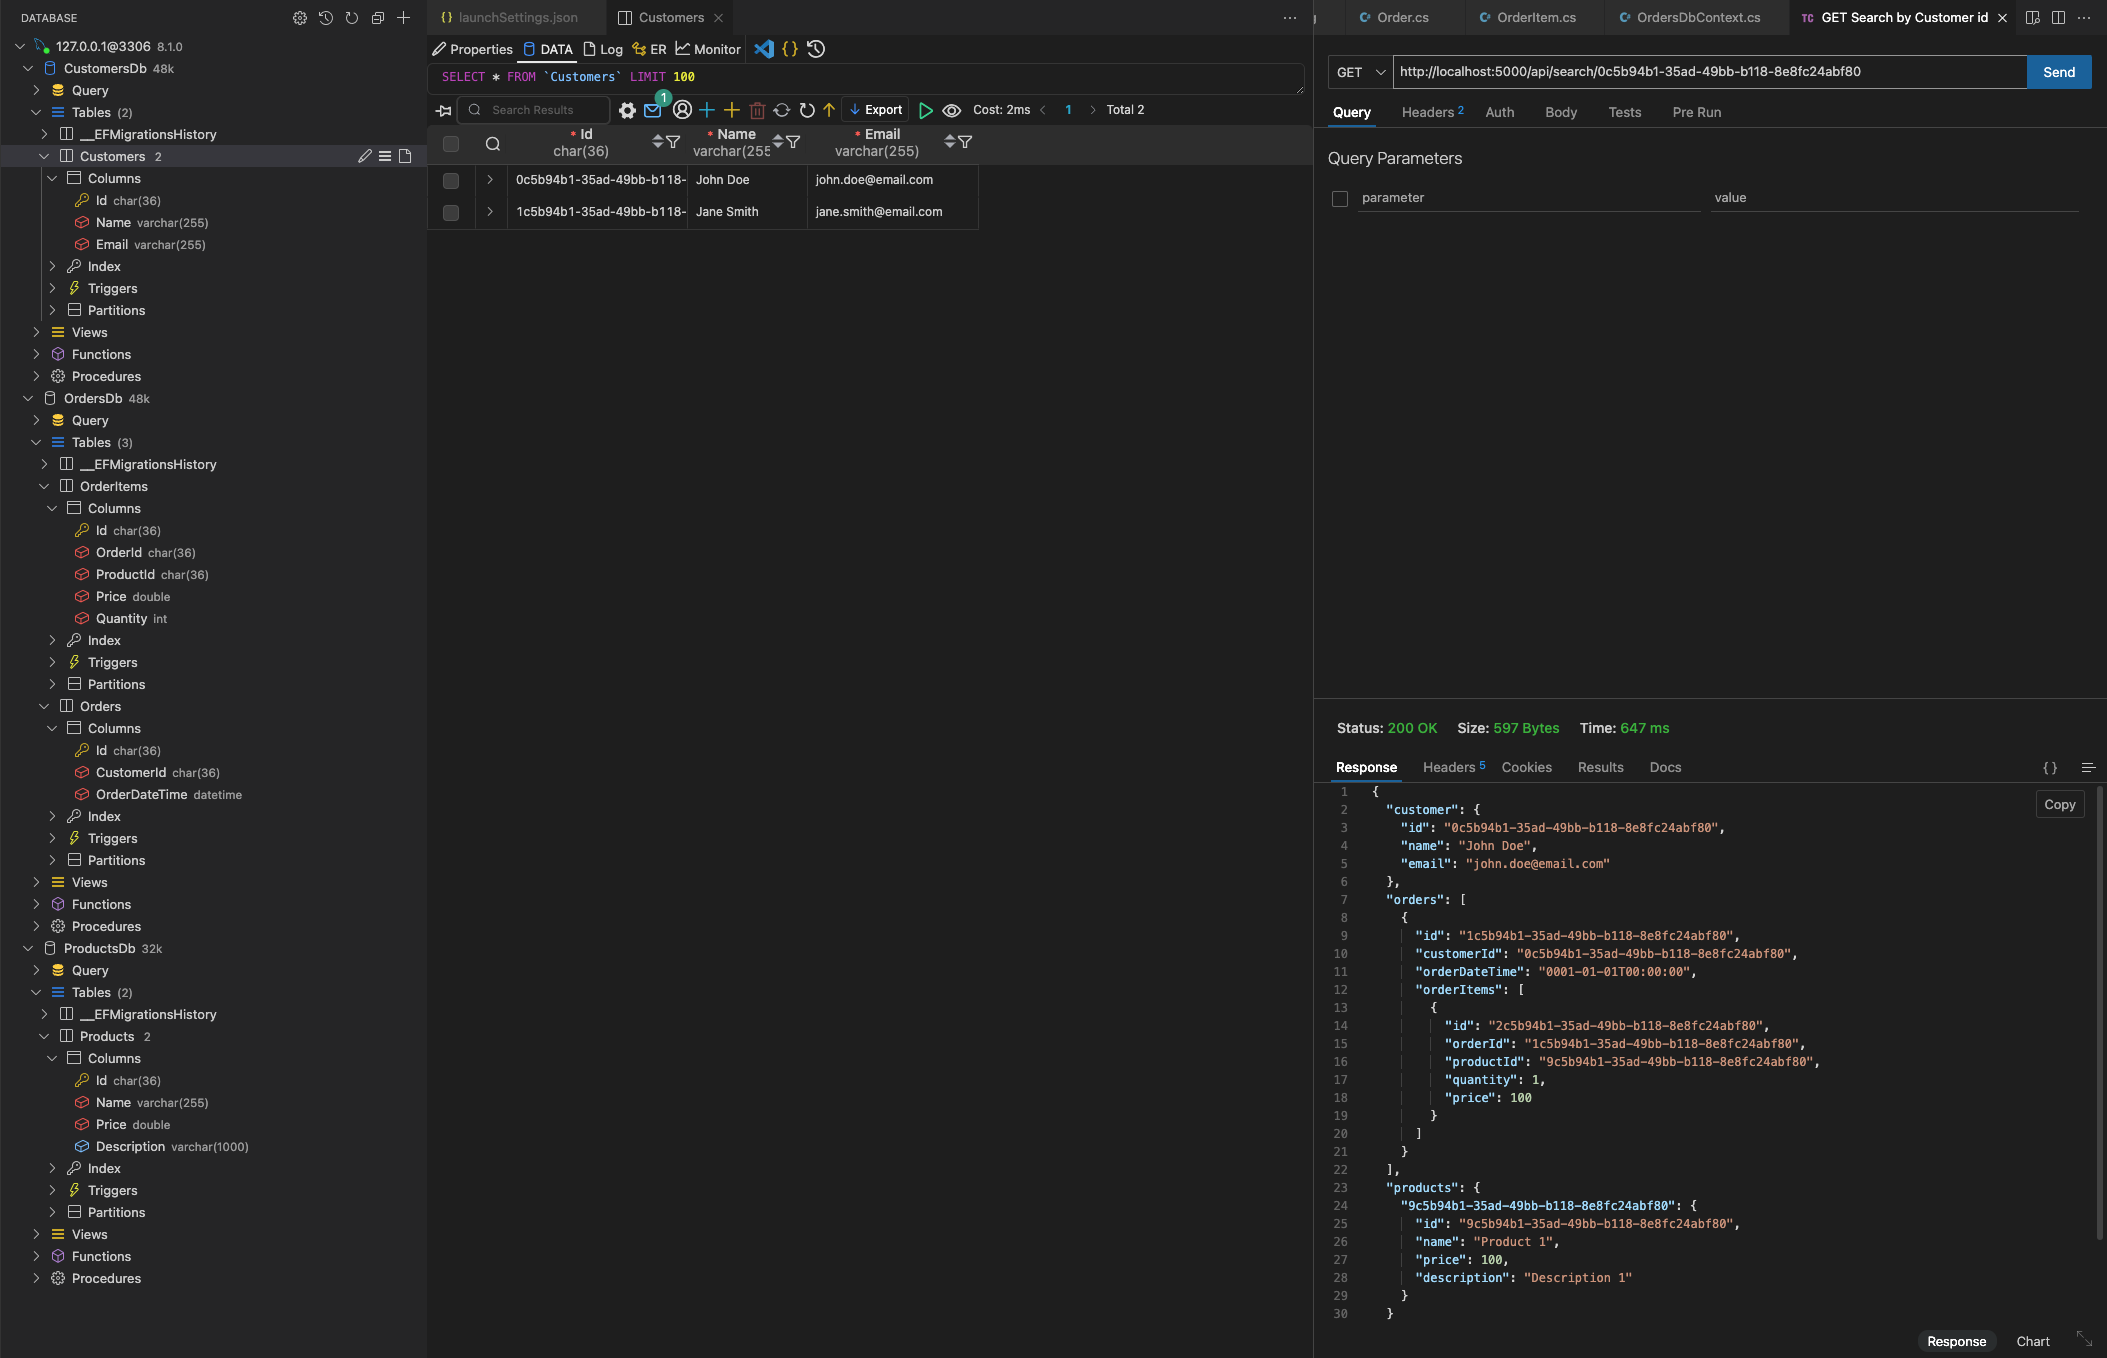 DATABASE
127.0.0.1@3306 8.1.0
CustomersDb 48k
Query
Tables (2)
__EFMigrationsHistory
Customers 2
Columns
Id char(36)
Name varchar(255)
Email varchar(255)
Index
Triggers
Partitions
Views
Functions
Procedures
OrdersDb 48k
Query
Tables (3)
__EFMigrationsHistory
OrderItems
Columns
Id char(36)
OrderId char(36)
ProductId char(36)
Price double
Quantity int
Index
Triggers
Partitions
Orders
Columns
Id char(36)
CustomerId char(36)
OrderDateTime datetime
Index
Triggers
Partitions
Views
Functions
Procedures
ProductsDb 32k
Query
Tables (2)
__EFMigrationsHistory
Products 2
Columns
Id char(36)
Name varchar(255)
Price double
Description varchar(1000)
Index
Triggers
Partitions
Views
Functions
Procedures
{} launchSettings.json Customers
Properties DATA Log ER Monitor {}
SELECT * FROM `Customers` LIMIT 100
1
Search Results Export Cost: 2ms 1 Total 2
* Id * Name * Email
char(36) varchar(255 varchar(255)
0c5b94b1-35ad-49bb-b118- John Doe john.doe@email.com
1c5b94b1-35ad-49bb-b118- Jane Smith jane.smith@email.com
Order.cs OrderItem.cs OrdersDbContext.cs TC GET Search by Customer id
GET http://localhost:5000/api/search/0c5b94b1-35ad-49bb-b118-8e8fc24abf80 Send
Query Headers 2 Auth Body Tests Pre Run
Query Parameters
parameter value
Status: 200 OK Size: 597 Bytes Time: 647 ms
Response Headers 5 Cookies Results Docs {}
Copy
1 {
2 "customer": {
3 "id": "0c5b94b1-35ad-49bb-b118-8e8fc24abf80",
4 "name": "John Doe",
5 "email": "john.doe@email.com"
6 },
7 "orders": [
8 {
9 "id": "1c5b94b1-35ad-49bb-b118-8e8fc24abf80",
10 "customerId": "0c5b94b1-35ad-49bb-b118-8e8fc24abf80",
11 "orderDateTime": "0001-01-01T00:00:00",
12 "orderItems": [
13 {
14 "id": "2c5b94b1-35ad-49bb-b118-8e8fc24abf80",
15 "orderId": "1c5b94b1-35ad-49bb-b118-8e8fc24abf80",
16 "productId": "9c5b94b1-35ad-49bb-b118-8e8fc24abf80",
17 "quantity": 1,
18 "price": 100
19 }
20 ]
21 }
22 ],
23 "products": {
24 "9c5b94b1-35ad-49bb-b118-8e8fc24abf80": {
25 "id": "9c5b94b1-35ad-49bb-b118-8e8fc24abf80",
26 "name": "Product 1",
27 "price": 100,
28 "description": "Description 1"
29 }
30 }
Response Chart